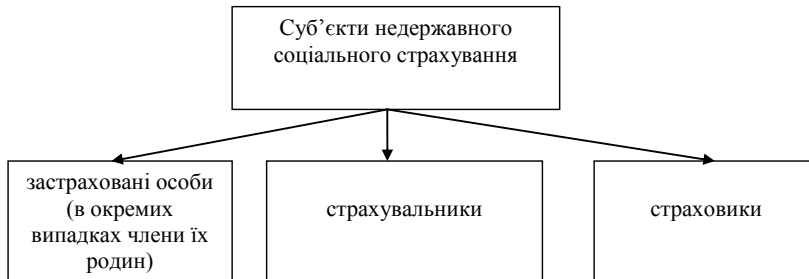 Суб’єкти недержавного
соціального страхування
застраховані особи
(в окремих
випадках члени їх
родин)
страхувальники
страховики